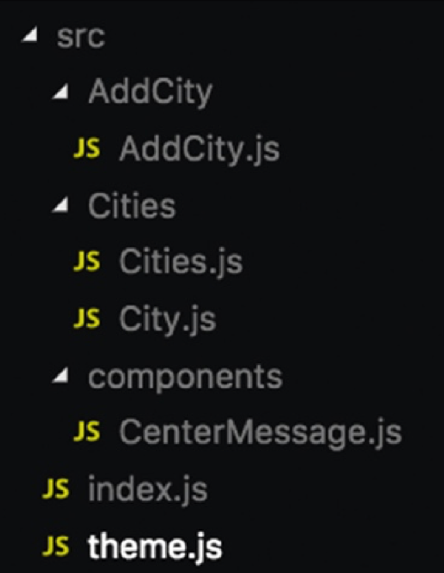 src
AddCity
JS AddCity.js
Cities
JS Cities.js
JS City.js
components
JS CenterMessage.js
JS index.js
JS theme.js